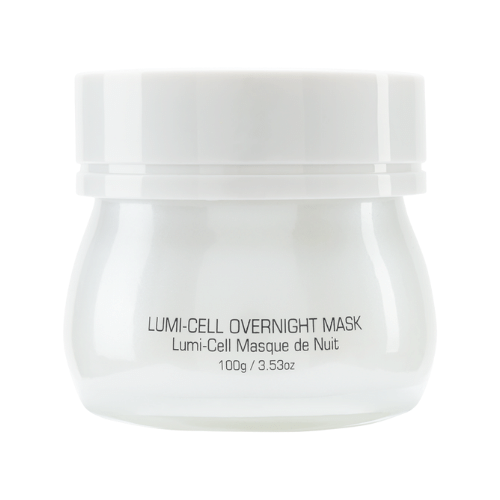 LUMI-CELL OVERNIGHT MASK
Lumi-Cell Masque de Nuit
100g / 3.53oz